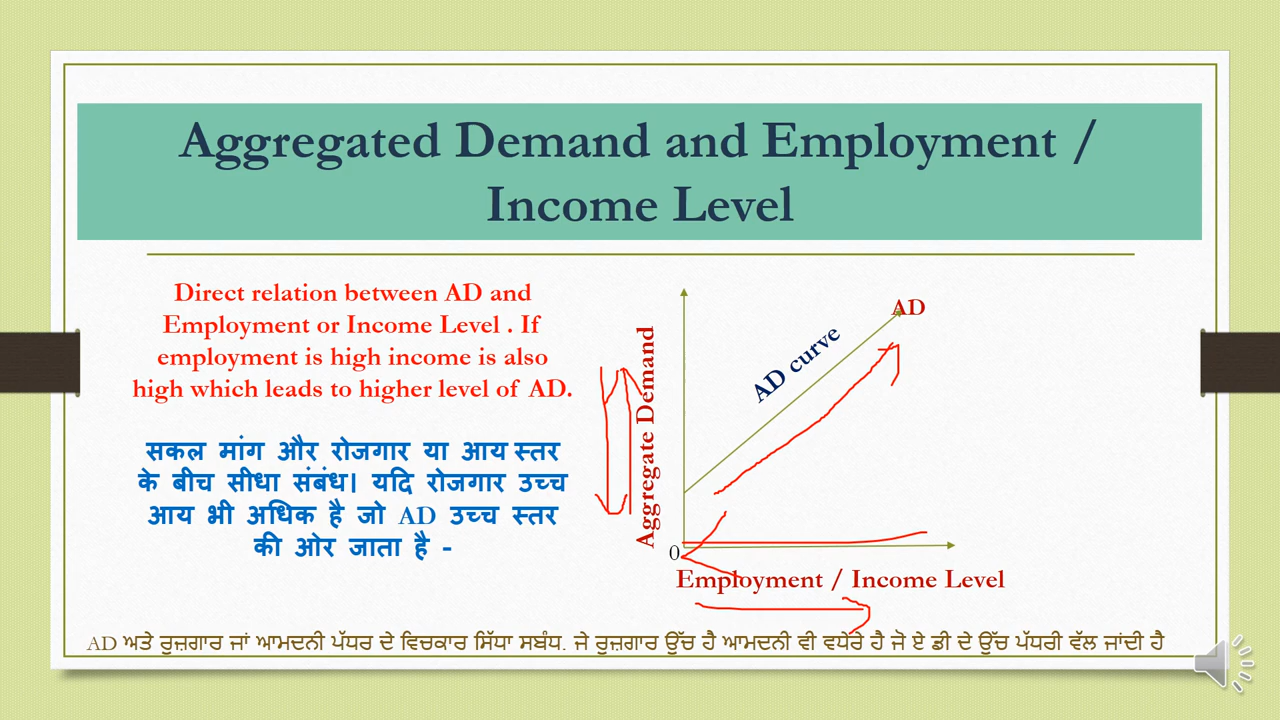 Aggregated Demand and Employment /
Income Level
Direct relation between AD and
Employment or Income Level . If
employment is high income is also
high which leads to higher level of AD.
सकल मांग और रोजगार या आय स्तर
के बीच सीधा संबंध। यदि रोजगार उच्च
आय भी अधिक है जो AD उच्च स्तर
की ओर जाता है -
Aggregate Demand
AD
AD curve
0
Employment / Income Level
AD ਅਤੇ ਰੁਜ਼ਗਾਰ ਜਾਂ ਆਮਦਨੀ ਪੱਧਰ ਦੇ ਵਿਚਕਾਰ ਸਿੱਧਾ ਸਬੰਧ. ਜੇ ਰੁਜ਼ਗਾਰ ਉੱਚ ਹੈ ਆਮਦਨੀ ਵੀ ਵਧੇਰੇ ਹੈ ਜੋ ਏ ਡੀ ਦੇ ਉੱਚ ਪੱਧਰੀ ਵੱਲ ਜਾਂਦੀ ਹੈ